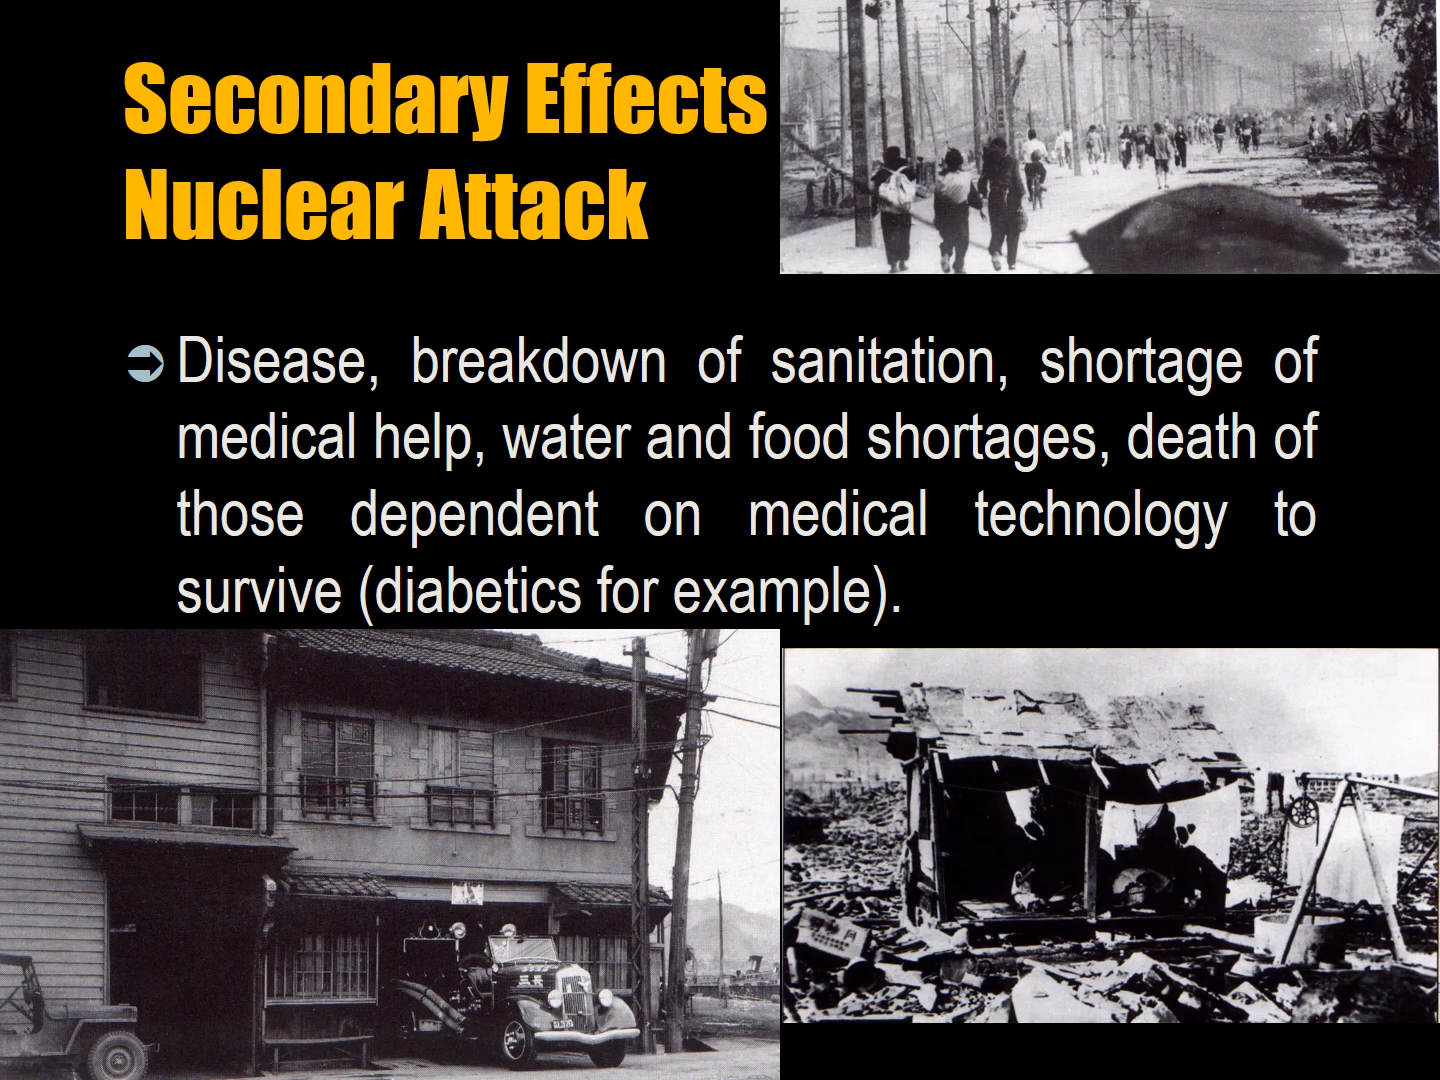 Secondary Effects
Nuclear Attack
Disease, breakdown of sanitation, shortage of
medical help, water and food shortages, death of
those dependent on medical technology to
survive (diabetics for example).